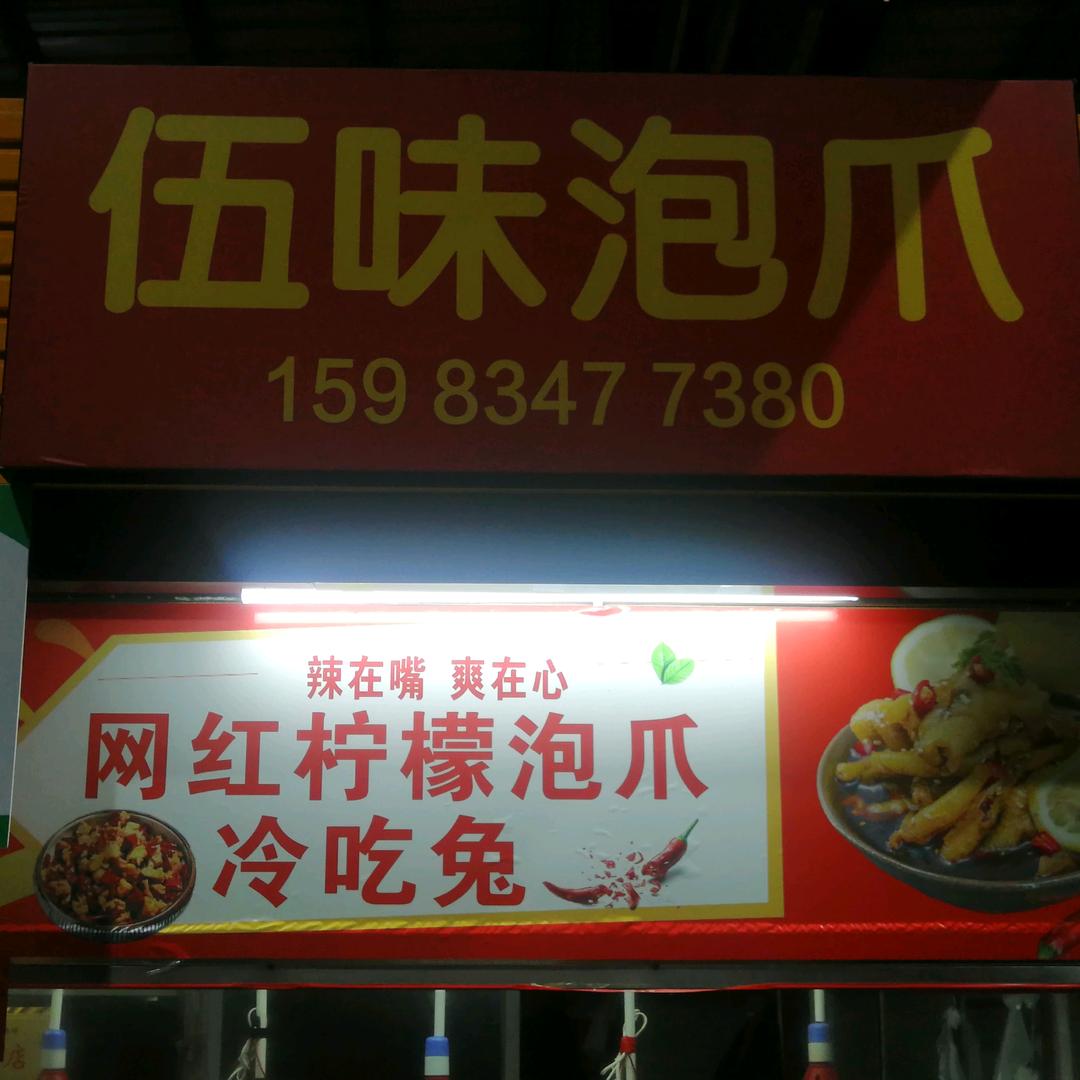 伍味泡爪
159 8347 7380
辣在嘴 爽在心
网红柠檬泡爪
冷吃兔
店